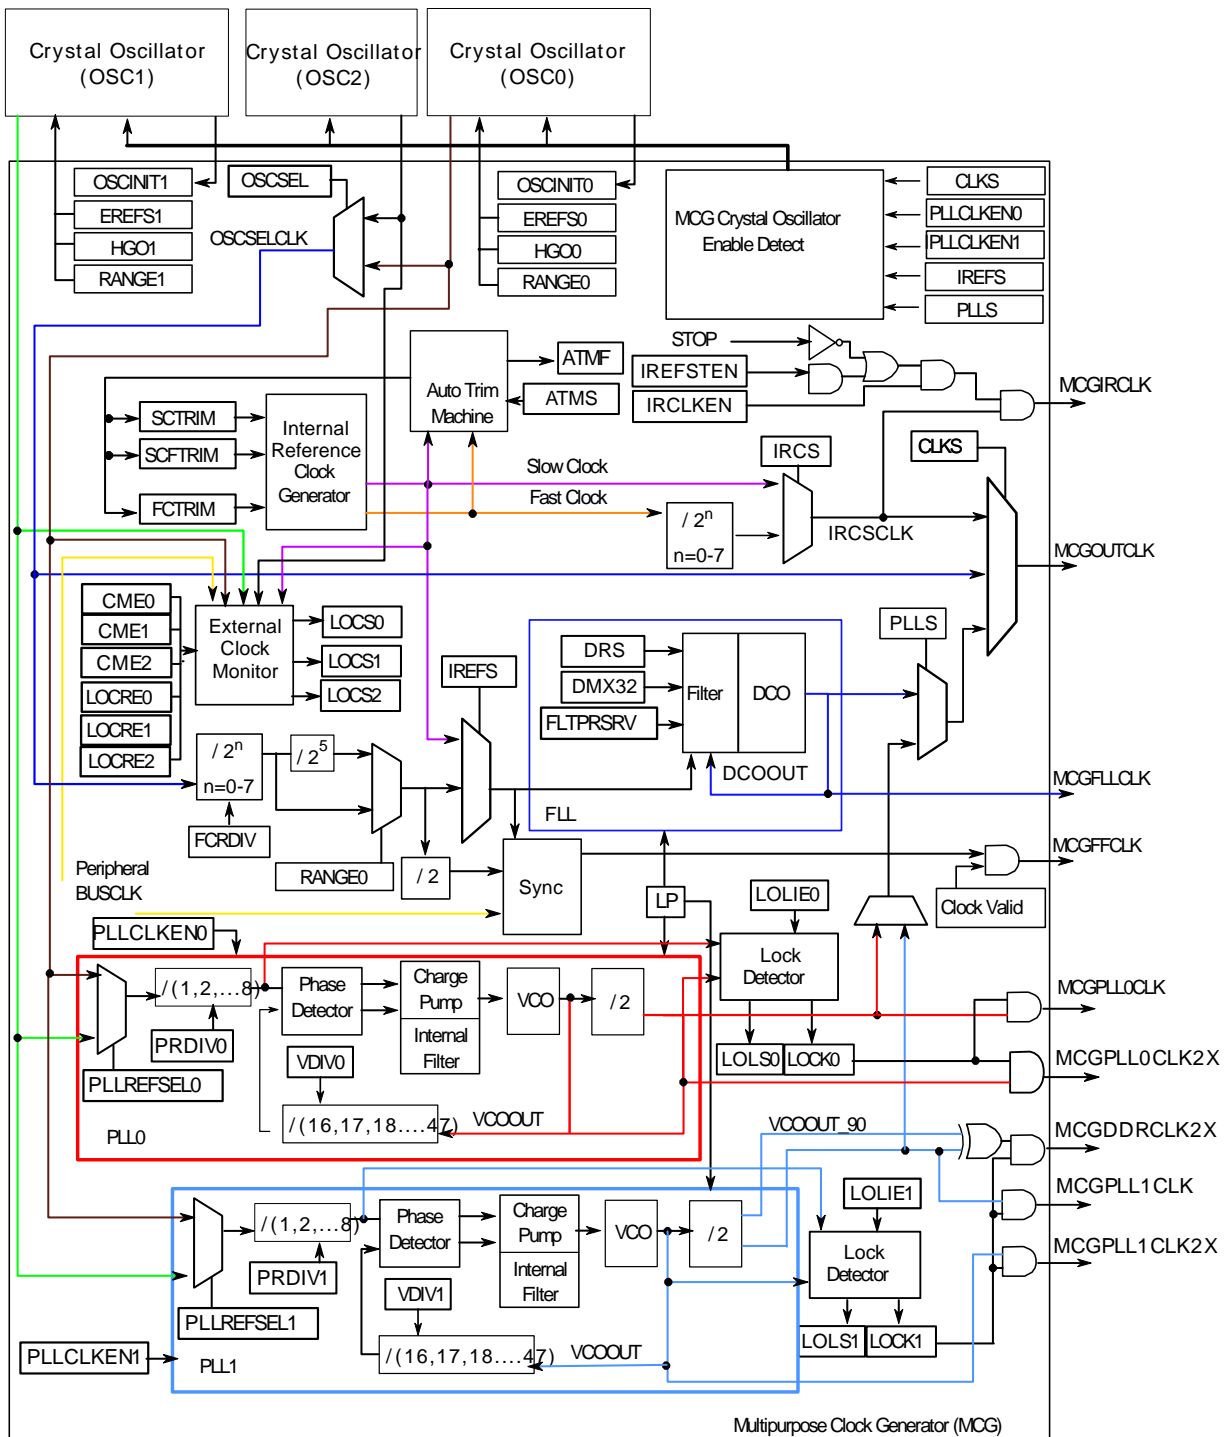 Crystal Oscillator
(OSC1)
Crystal Oscillator
(OSC2)
Crystal Oscillator
(OSC0)
OSCINIT1
EREFS1
HGO1
RANGE1
OSCSEL
OSCSELCLK
OSCINIT0
EREFS0
HGO0
RANGE0
MCG Crystal Oscillator
Enable Detect
CLKS
PLLCLKEN0
PLLCLKEN1
IREFS
PLLS
STOP
IREFSTEN
IRCLKEN
MCGIRCLK
Auto Trim
Machine
ATMF
ATMS
SCTRIM
SCFTRIM
FCTRIM
Internal
Reference
Clock
Generator
Slow Clock
Fast Clock
IRCS
/ 2n
n=0-7
IRCSCLK
CLKS
MCGOUTCLK
CME0
CME1
CME2
LOCRE0
LOCRE1
LOCRE2
External
Clock
Monitor
LOCS0
LOCS1
LOCS2
IREFS
DRS
DMX32
FLTPRSRV
Filter
DCO
PLLS
DCOOUT
FLL
MCGFLLCLK
/ 2n
n=0-7
/ 25
FCRDIV
RANGE0
/ 2
Sync
MCGFFCLK
Clock Valid
Peripheral
BUSCLK
LP
LOLIE0
PLLCLKEN0
/(1,2,...8)
Phase
Detector
Charge
Pump
Internal
Filter
VCO
/ 2
Lock
Detector
MCGPLL0CLK
PRDIV0
PLLREFSEL0
VDIV0
/(16,17,18....47)
VCOOUT
PLL0
LOLS0
LOCK0
MCGPLL0CLK2X
VCOOUT_90
MCGDDRCLK2X
LOLIE1
MCGPLL1CLK
/(1,2,...8)
Phase
Detector
Charge
Pump
Internal
Filter
VCO
/ 2
Lock
Detector
MCGPLL1CLK2X
PRDIV1
PLLREFSEL1
VDIV1
/(16,17,18....47)
VCOOUT
LOLS1
LOCK1
PLLCLKEN1
PLL1
Multipurpose Clock Generator (MCG)